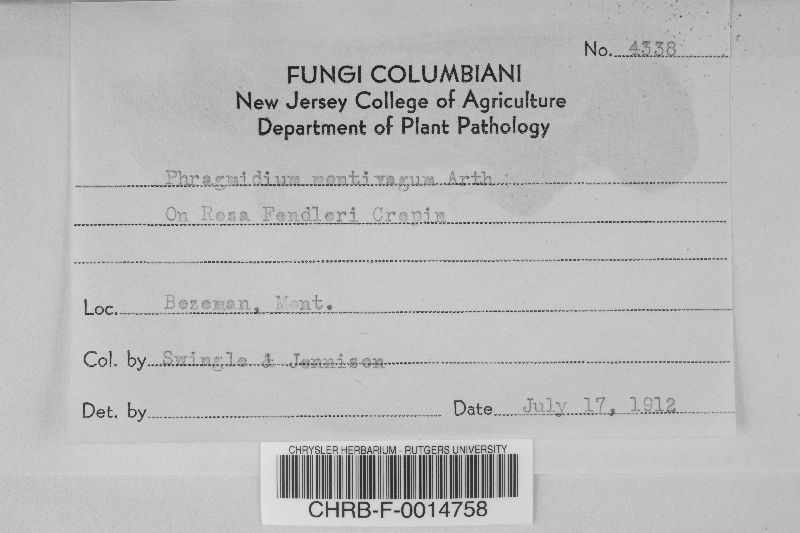 No. 4338
FUNGI COLUMBIANI
New Jersey College of Agriculture
Department of Plant Pathology
Phragmidium montivagum Arth
On Rosa Fendleri Crepin
Loc. Bozeman, Mont.
Col. by Swingle & Jennison
Det. by
Date July 17, 1912
CHRYSLER HERBARIUM - RUTGERS UNIVERSITY
CHRB-F-0014758